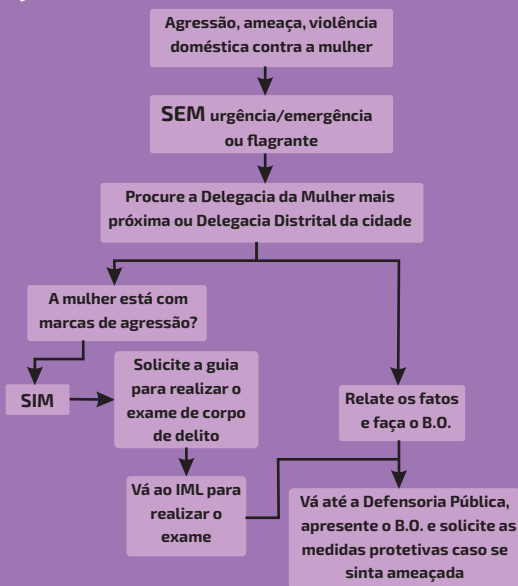 Agressão, ameaça, violência
doméstica contra a mulher
SEM urgência/emergência
ou flagrante
Procure a Delegacia da Mulher mais
próxima ou Delegacia Distrital da cidade
A mulher está com
marcas de agressão?
SIM
Solicite a guia
para realizar o
exame de corpo
de delito
Vá ao IML para
realizar o
exame
Relate os fatos
e faça o B.O.
Vá até a Defensoria Pública,
apresente o B.O. e solicite as
medidas protetivas caso se
sinta ameaçada